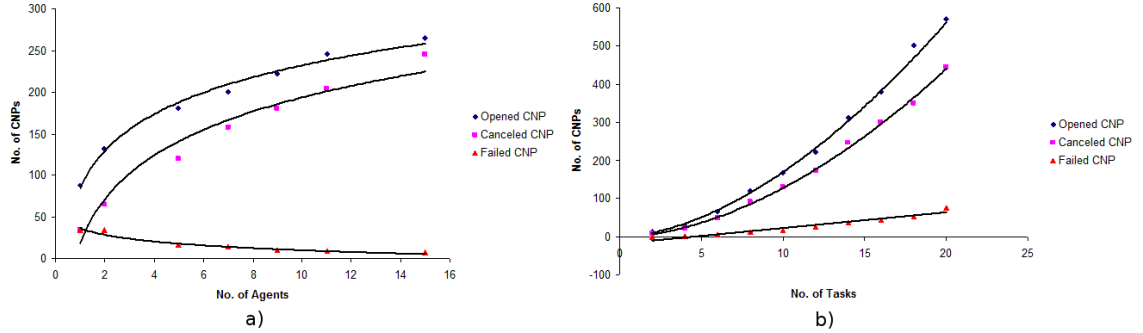 300
250
200
150
100
50
0
No. of CNPs
0 2 4 6 8 10 12 14 16
No. of Agents
Opened CNP
Canceled CNP
Failed CNP
a)
600
500
400
300
200
100
0
-100
No. of CNPs
0 5 10 15 20 25
No. of Tasks
Opened CNP
Canceled CNP
Failed CNP
b)